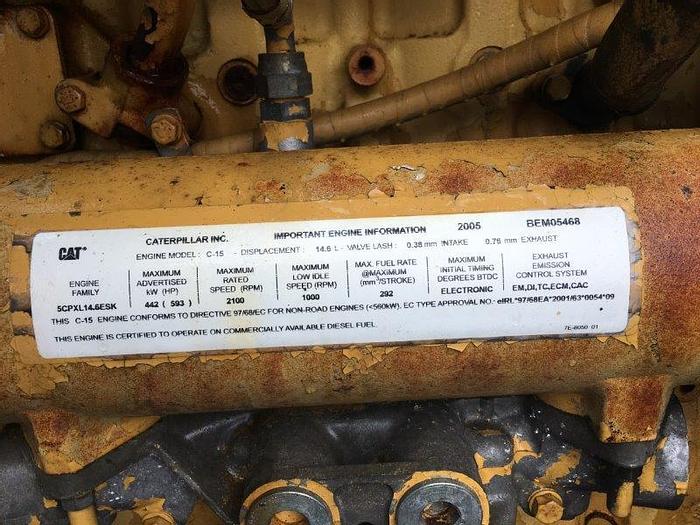 CAT® CATERPILLAR INC. IMPORTANT ENGINE INFORMATION 2005 BEM05468
ENGINE MODEL: C-15 - DISPLACEMENT : 14.6 L - VALVE LASH : 0.38 mm INTAKE 0.76 mm EXHAUST
ENGINE FAMILY 5CPXL14.6ESK
MAXIMUM ADVERTISED kW (HP) 442 ( 593 )
MAXIMUM RATED SPEED (RPM) 2100
MAXIMUM LOW IDLE SPEED (RPM) 1000
MAX. FUEL RATE @MAXIMUM (mm³/STROKE) 292
MAXIMUM INITIAL TIMING DEGREES BTDC ELECTRONIC
EXHAUST EMISSION CONTROL SYSTEM EM,DI,TC,ECM,CAC
THIS C-15 ENGINE CONFORMS TO DIRECTIVE 97/68/EC FOR NON-ROAD ENGINES (<560kW). EC TYPE APPROVAL NO.: eIRL*97/68EA*2001/63*0054*09
THIS ENGINE IS CERTIFIED TO OPERATE ON COMMERCIALLY AVAILABLE DIESEL FUEL.
7E-8050 01